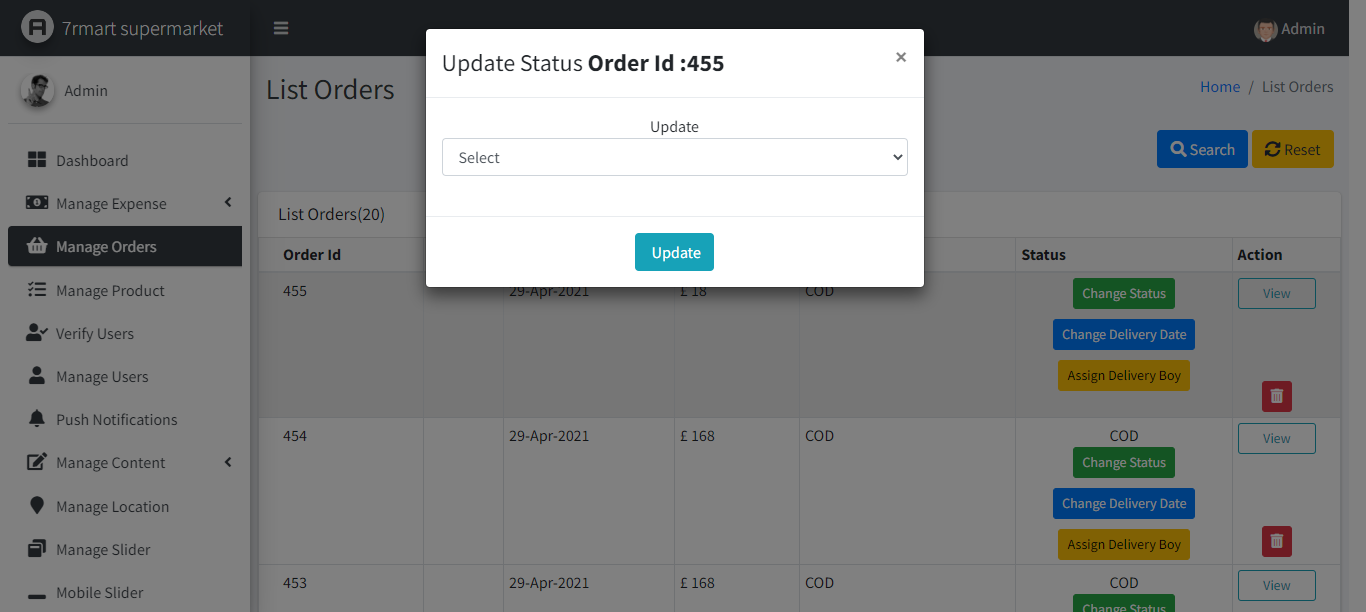 7rmart supermarket
Admin
Update Status Order Id :455
×
Update
Select
Update
Admin
List Orders
Home / List Orders
Search
Reset
Dashboard
Manage Expense
Manage Orders
Manage Product
Verify Users
Manage Users
Push Notifications
Manage Content
Manage Location
Manage Slider
Mobile Slider
List Orders(20)
Order Id Status Action
455 29-Apr-2021 £ 18 COD Change Status View
Change Delivery Date
Assign Delivery Boy
454 29-Apr-2021 £ 168 COD COD View
Change Status
Change Delivery Date
Assign Delivery Boy
453 29-Apr-2021 £ 168 COD COD View
Change Status